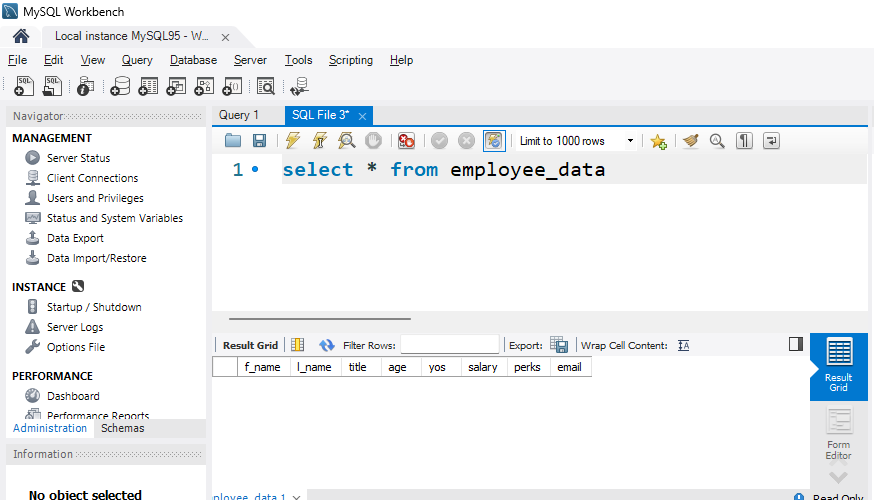 MySQL Workbench
Local instance MySQL95 - W...
File Edit View Query Database Server Tools Scripting Help
Navigator
MANAGEMENT
Server Status
Client Connections
Users and Privileges
Status and System Variables
Data Export
Data Import/Restore
INSTANCE
Startup / Shutdown
Server Logs
Options File
PERFORMANCE
Dashboard
Performance Reports
Administration Schemas
Information
No object selected
Query 1 SQL File 3*
Limit to 1000 rows
1 select * from employee_data
Result Grid Filter Rows: Export: Wrap Cell Content:
f_name l_name title age yos salary perks email
Result
Grid
Form
Editor
ployee_data 1 Read Only